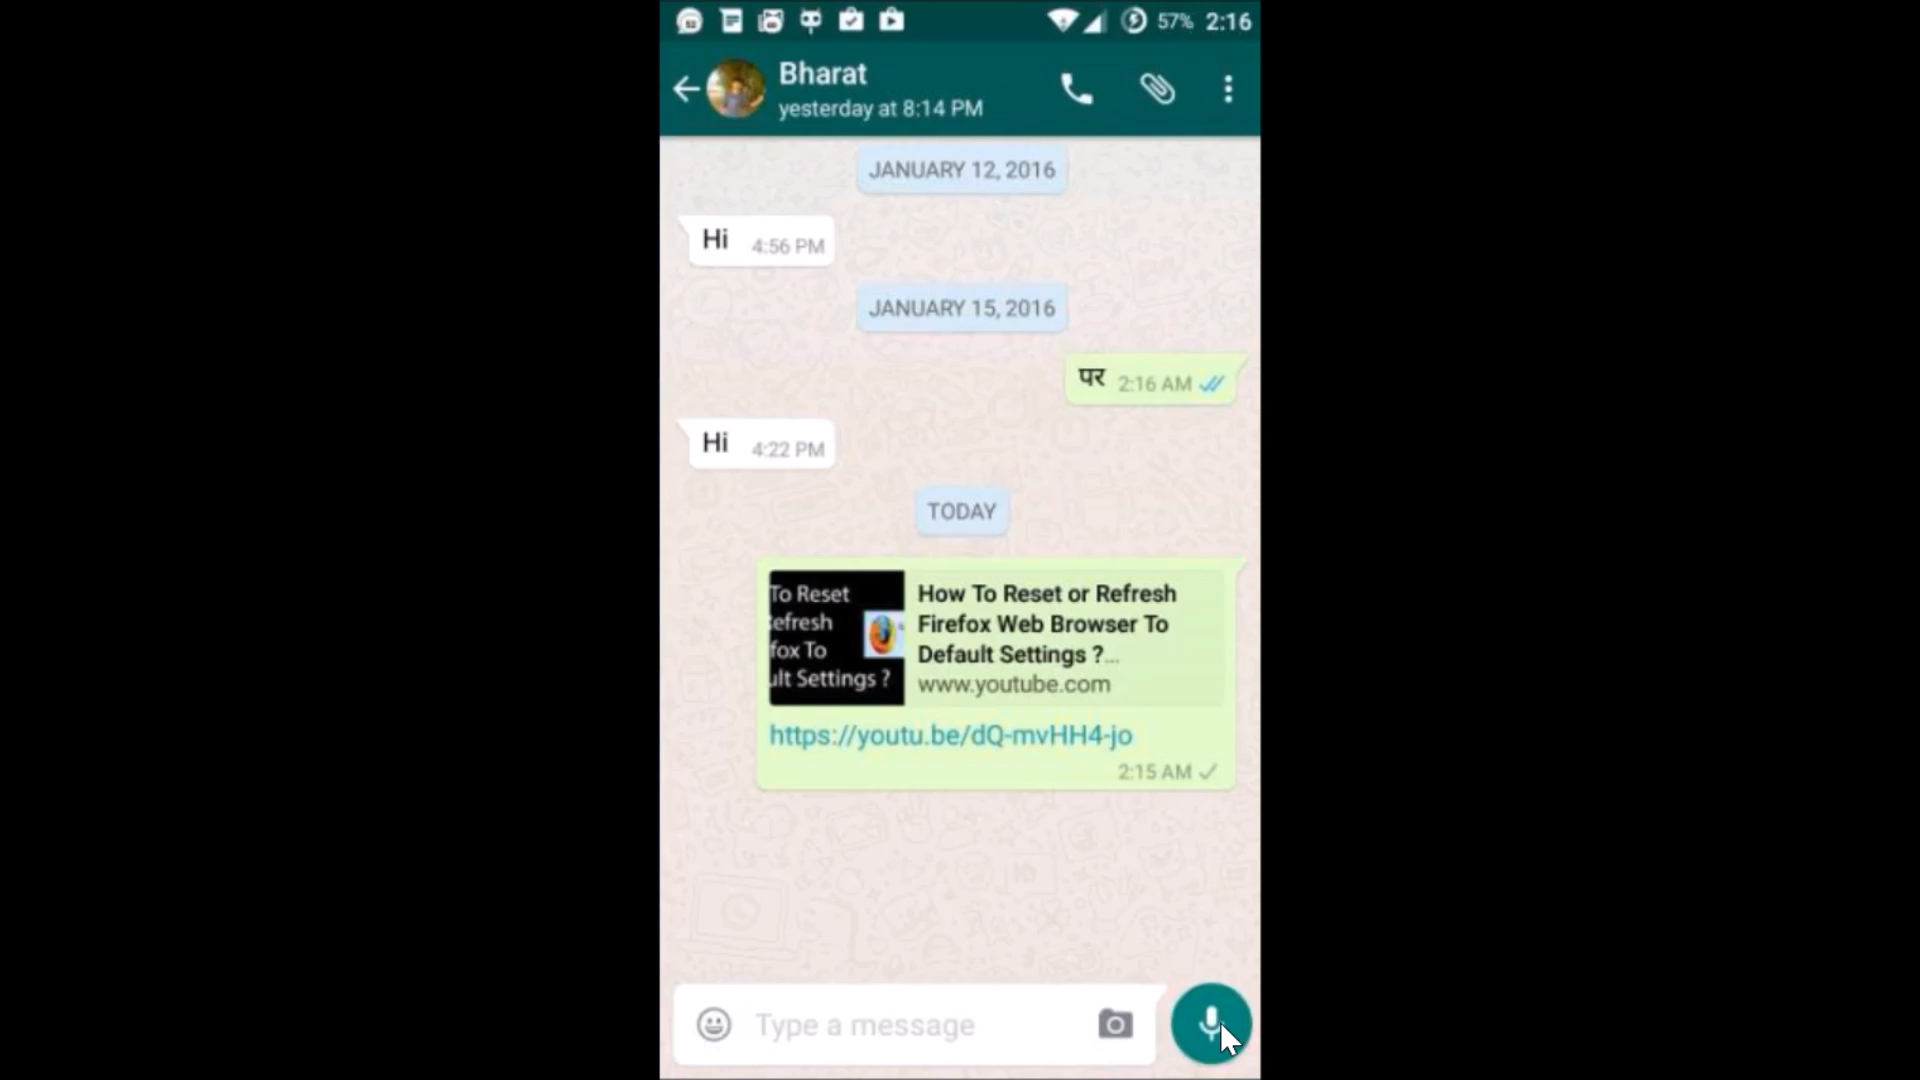 57% 2:16
Bharat
yesterday at 8:14 PM
JANUARY 12, 2016
Hi 4:56 PM
JANUARY 15, 2016
पर 2:16 AM
Hi 4:22 PM
TODAY
To Reset
efresh
fox To
ult Settings ?
How To Reset or Refresh
Firefox Web Browser To
Default Settings ?...
www.youtube.com
https://youtu.be/dQ-mvHH4-jo
2:15 AM
Type a message